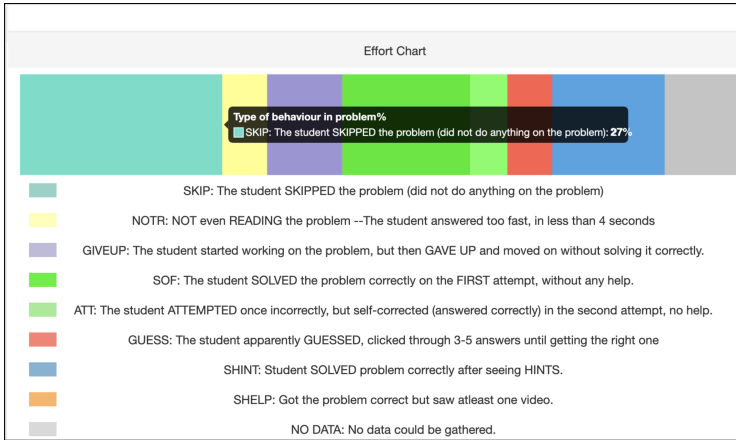 Effort Chart
Type of behaviour in problem%
SKIP: The student SKIPPED the problem (did not do anything on the problem): 27%
SKIP: The student SKIPPED the problem (did not do anything on the problem)
NOTR: NOT even READING the problem --The student answered too fast, in less than 4 seconds
GIVEUP: The student started working on the problem, but then GAVE UP and moved on without solving it correctly.
SOF: The student SOLVED the problem correctly on the FIRST attempt, without any help.
ATT: The student ATTEMPTED once incorrectly, but self-corrected (answered correctly) in the second attempt, no help.
GUESS: The student apparently GUESSED, clicked through 3-5 answers until getting the right one
SHINT: Student SOLVED problem correctly after seeing HINTS.
SHELP: Got the problem correct but saw atleast one video.
NO DATA: No data could be gathered.